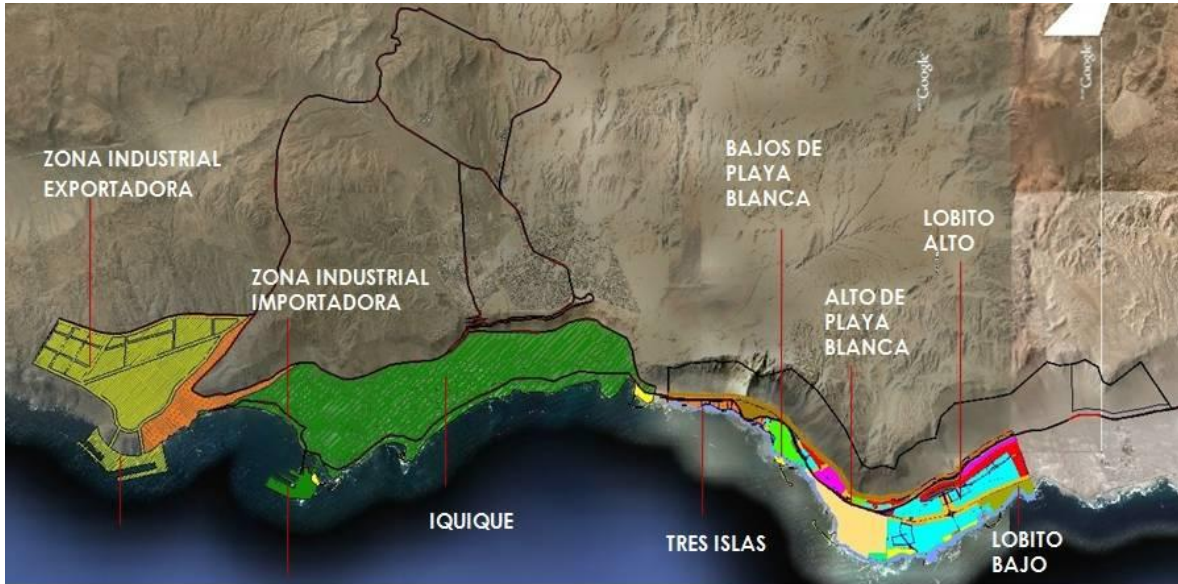 Google
Google
ZONA INDUSTRIAL
EXPORTADORA
BAJOS DE
PLAYA
BLANCA
LOBITO
ALTO
ZONA INDUSTRIAL
IMPORTADORA
ALTO DE
PLAYA
BLANCA
IQUIQUE
TRES ISLAS
LOBITO
BAJO